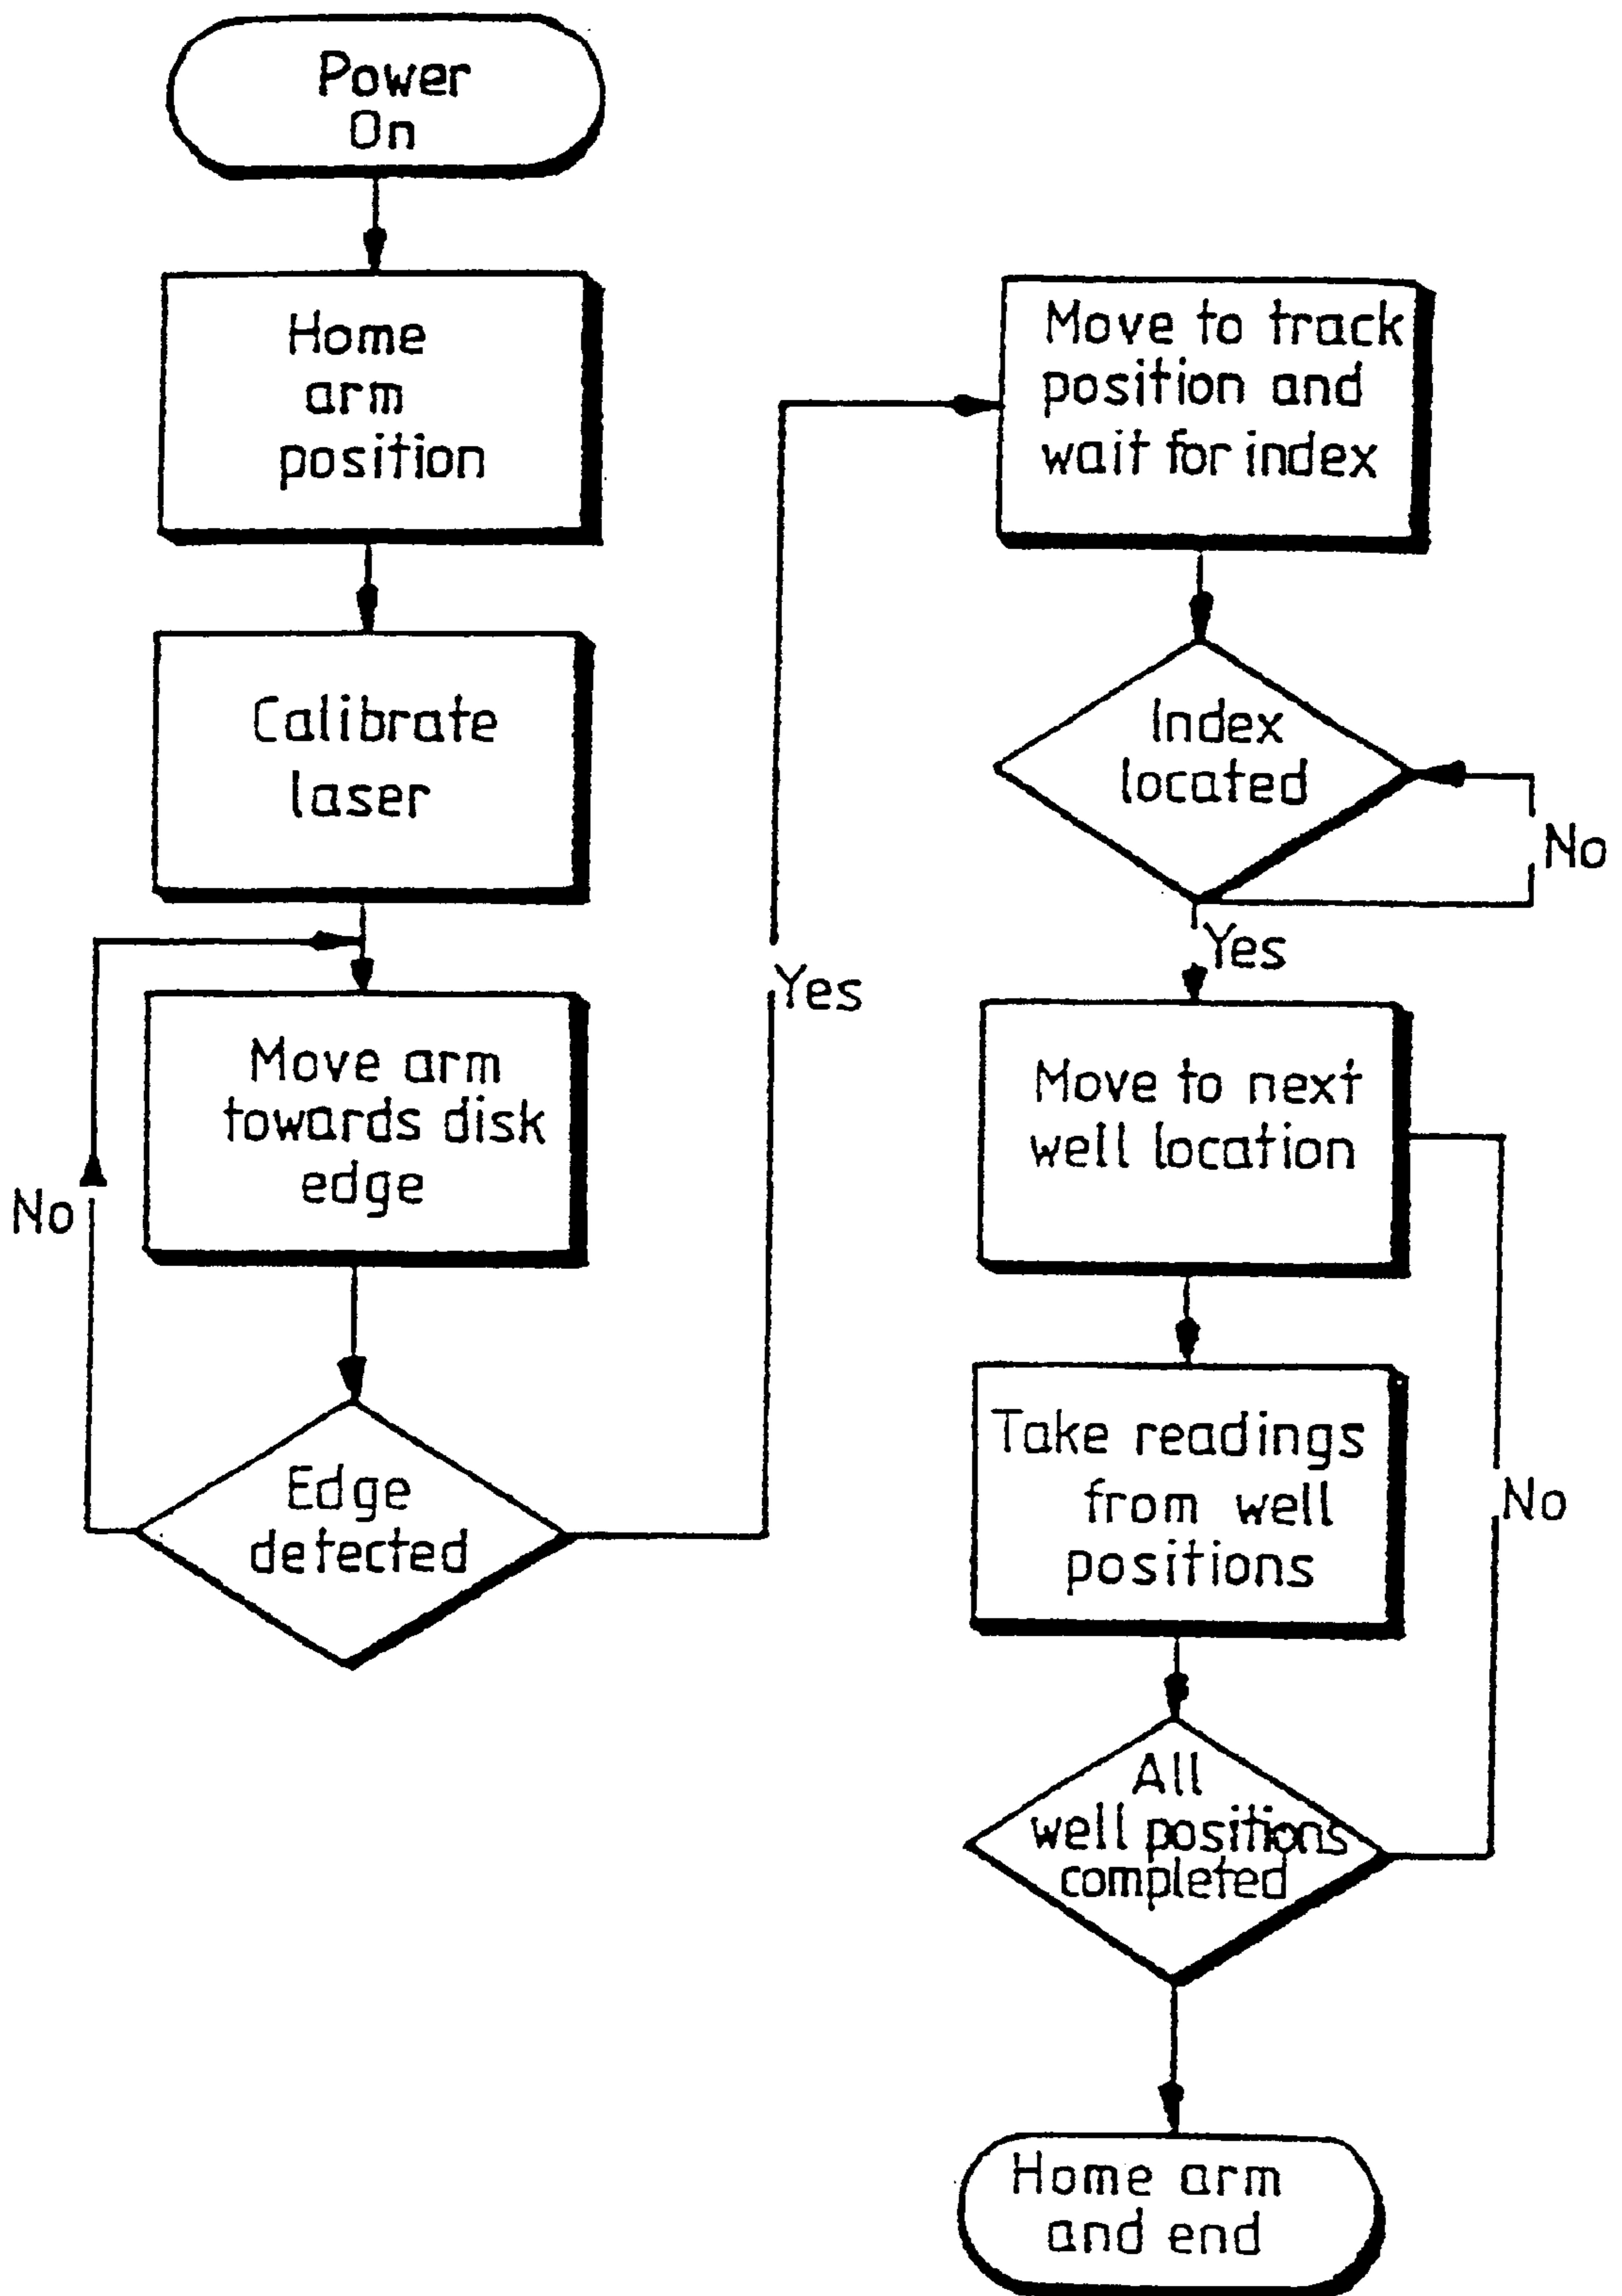 Power
On
Home
arm
position
Calibrate
laser
Move arm
towards disk
edge
No
Edge
detected
Yes
Move to track
position and
wait for index
Index
located
No
Yes
Move to next
well location
Take readings
from well
positions
No
All
well positions
completed
Home arm
and end